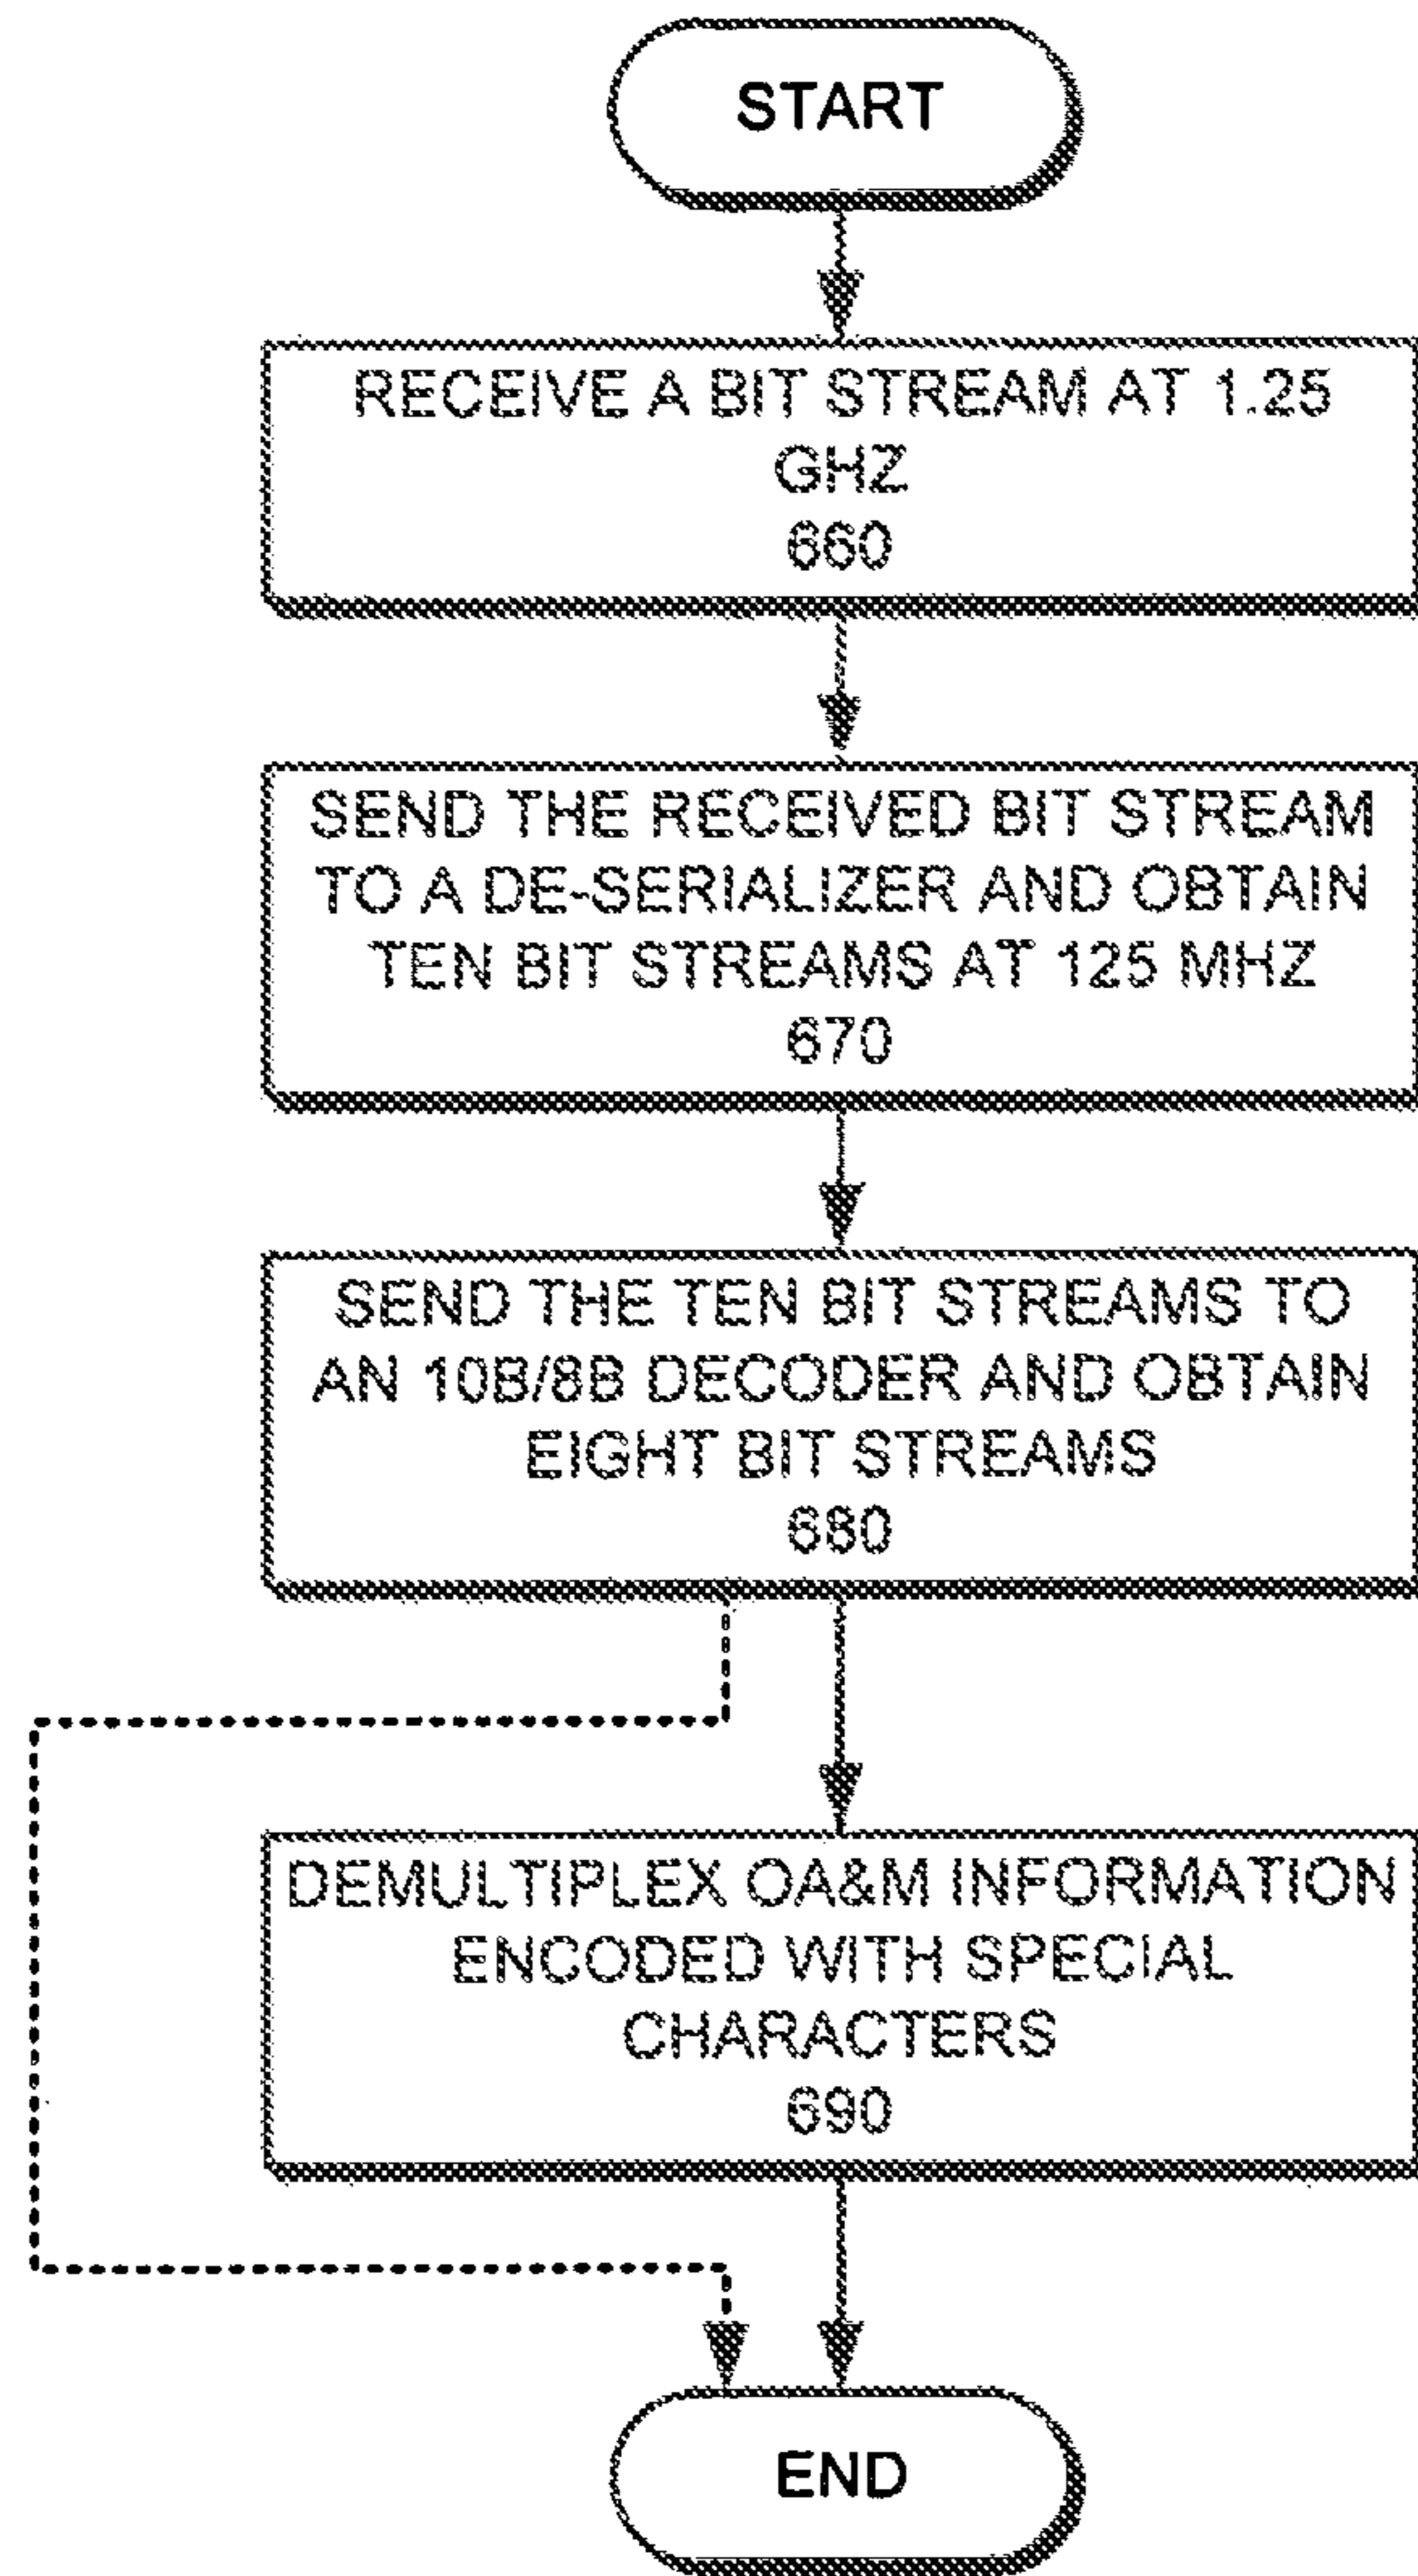 START
RECEIVE A BIT STREAM AT 1.25
GHZ
660
SEND THE RECEIVED BIT STREAM
TO A DE-SERIALIZER AND OBTAIN
TEN BIT STREAMS AT 125 MHZ
670
SEND THE TEN BIT STREAMS TO
AN 10B/8B DECODER AND OBTAIN
EIGHT BIT STREAMS
680
DEMULTIPLEX OA&M INFORMATION
ENCODED WITH SPECIAL
CHARACTERS
690
END